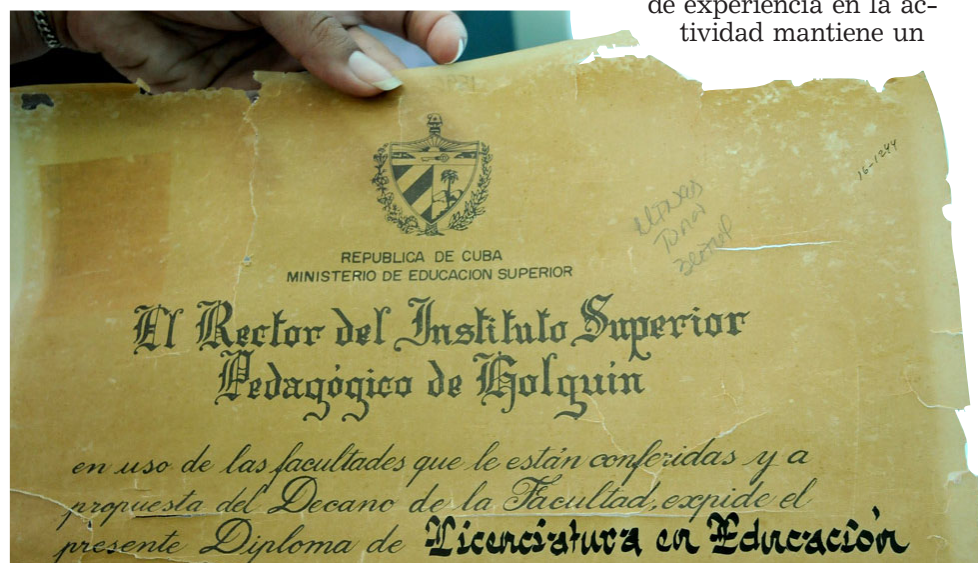 de experiencia en la ac-
tividad mantiene un
16-1244
REPUBLICA DE CUBA
MINISTERIO DE EDUCACION SUPERIOR
El Rector del Instituto Superior
Pedagógico de Holguin
en uso de las facultades que le están conferidas y a
propuesta del Decano de la Facultad, expide el
presente Diploma de Licenciatura en Educación